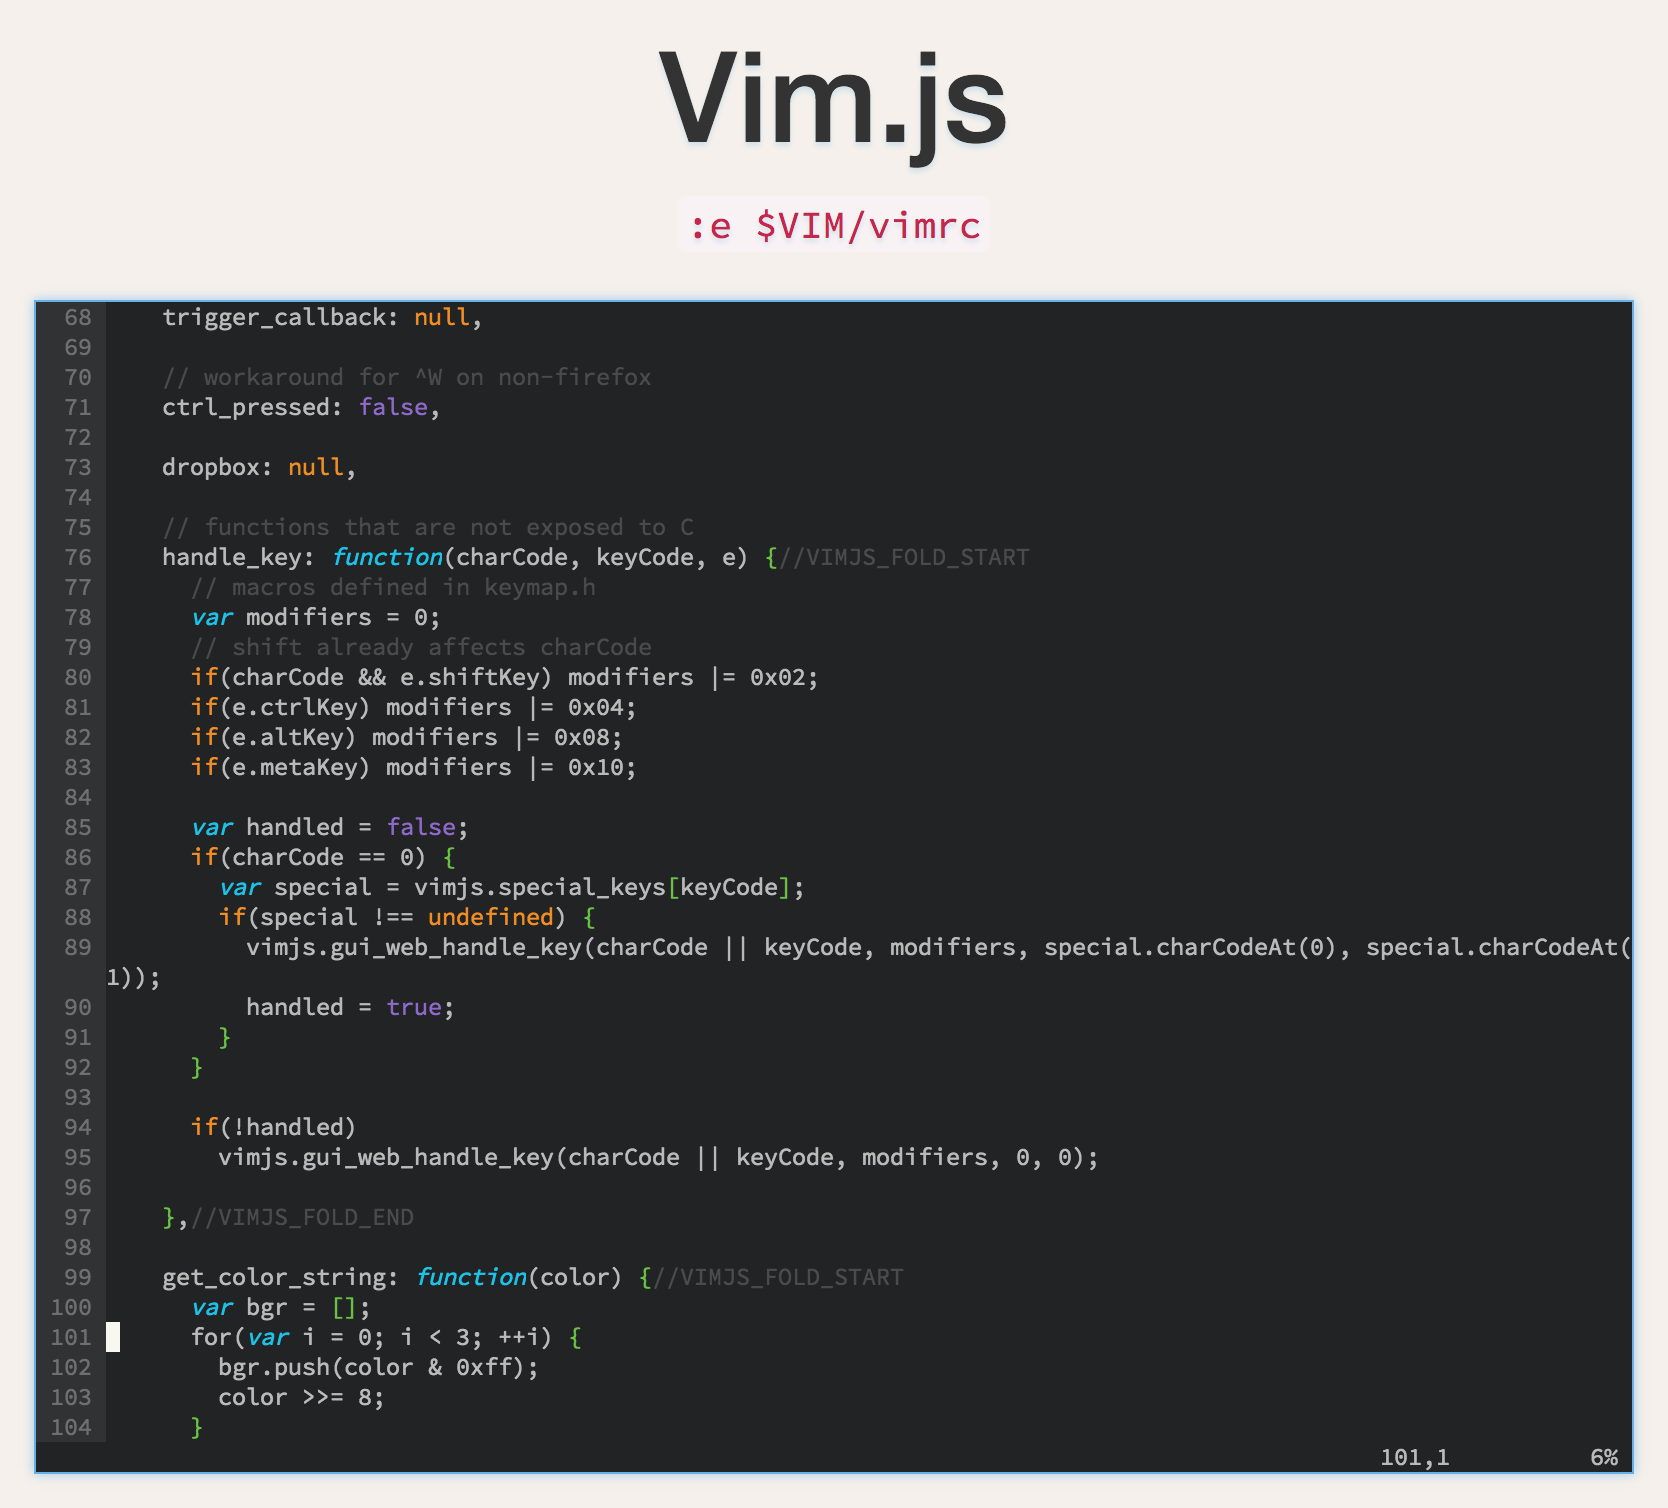 Vim.js
:e $VIM/vimrc
68     trigger_callback: null,
69
70     // workaround for ^W on non-firefox
71     ctrl_pressed: false,
72
73     dropbox: null,
74
75     // functions that are not exposed to C
76     handle_key: function(charCode, keyCode, e) {//VIMJS_FOLD_START
77       // macros defined in keymap.h
78       var modifiers = 0;
79       // shift already affects charCode
80       if(charCode && e.shiftKey) modifiers |= 0x02;
81       if(e.ctrlKey) modifiers |= 0x04;
82       if(e.altKey) modifiers |= 0x08;
83       if(e.metaKey) modifiers |= 0x10;
84
85       var handled = false;
86       if(charCode == 0) {
87         var special = vimjs.special_keys[keyCode];
88         if(special !== undefined) {
89           vimjs.gui_web_handle_key(charCode || keyCode, modifiers, special.charCodeAt(0), special.charCodeAt(
1));
90           handled = true;
91         }
92       }
93
94       if(!handled)
95         vimjs.gui_web_handle_key(charCode || keyCode, modifiers, 0, 0);
96
97     },//VIMJS_FOLD_END
98
99     get_color_string: function(color) {//VIMJS_FOLD_START
100       var bgr = [];
101       for(var i = 0; i < 3; ++i) {
102         bgr.push(color & 0xff);
103         color >>= 8;
104       }
101,1 6%